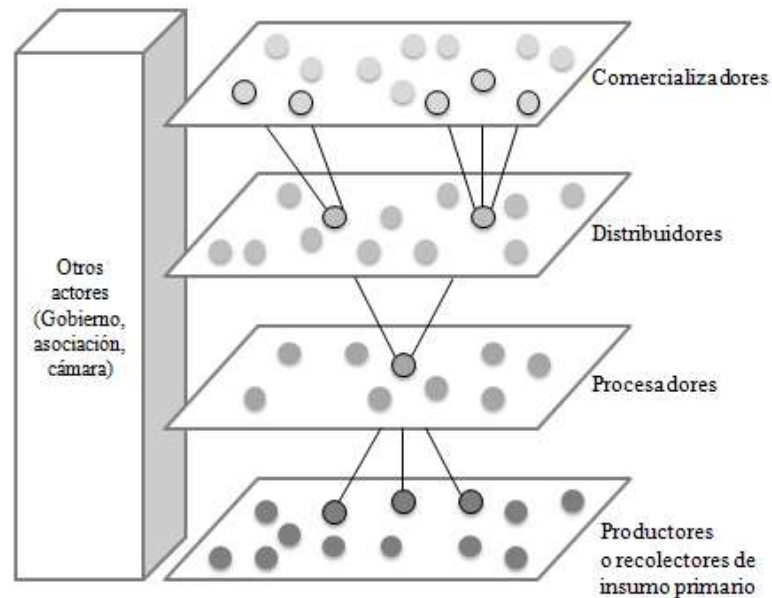 Comercializadores
Distribuidores
Otros
actores
(Gobierno,
asociación,
cámara)
Procesadores
Productores
o recolectores de
insumo primario